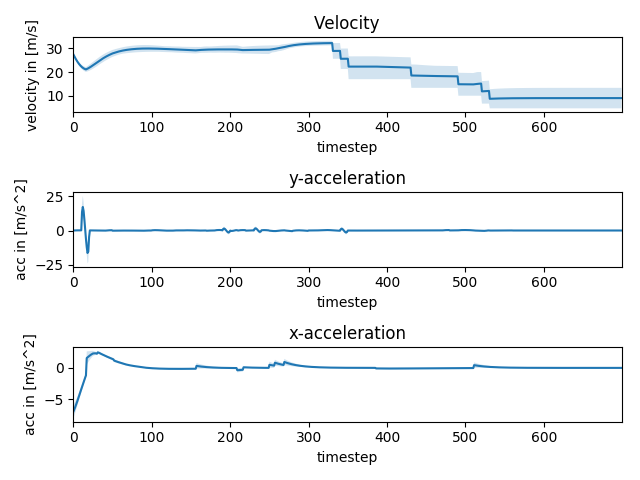 Velocity
velocity in [m/s]
30
20
10
0 100 200 300 400 500 600
timestep
y-acceleration
acc in [m/s^2]
25
0
−25
0 100 200 300 400 500 600
timestep
x-acceleration
acc in [m/s^2]
0
−5
0 100 200 300 400 500 600
timestep